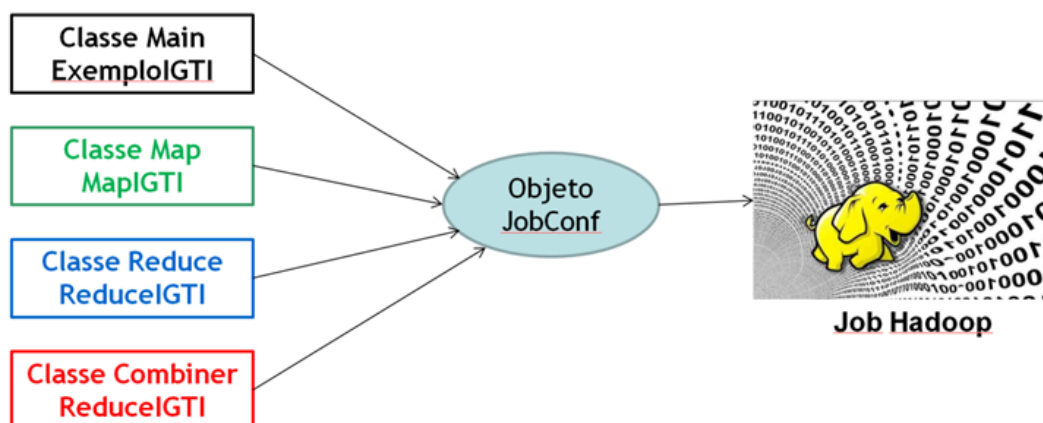 Classe Main
ExemploIGTI
Classe Map
MapIGTI
Classe Reduce
ReduceIGTI
Classe Combiner
ReduceIGTI
Objeto
JobConf
Job Hadoop